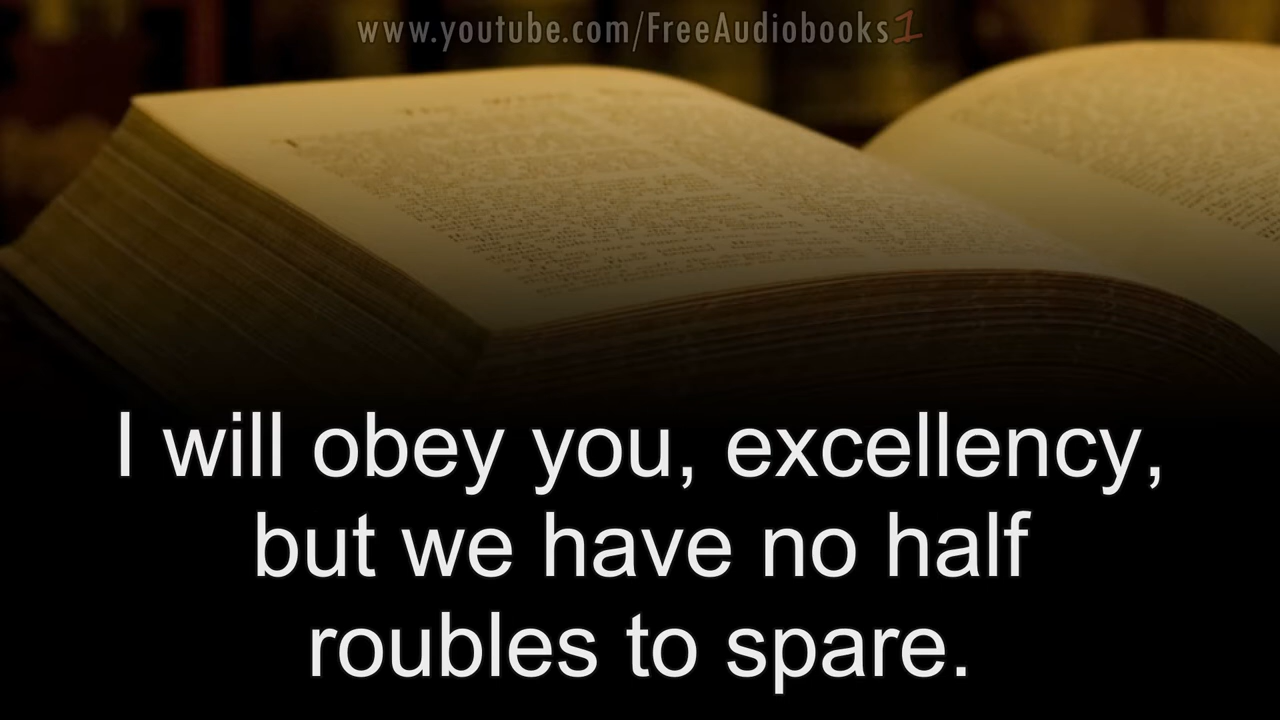 www.youtube.com/FreeAudiobooks1
I will obey you, excellency,
but we have no half
roubles to spare.